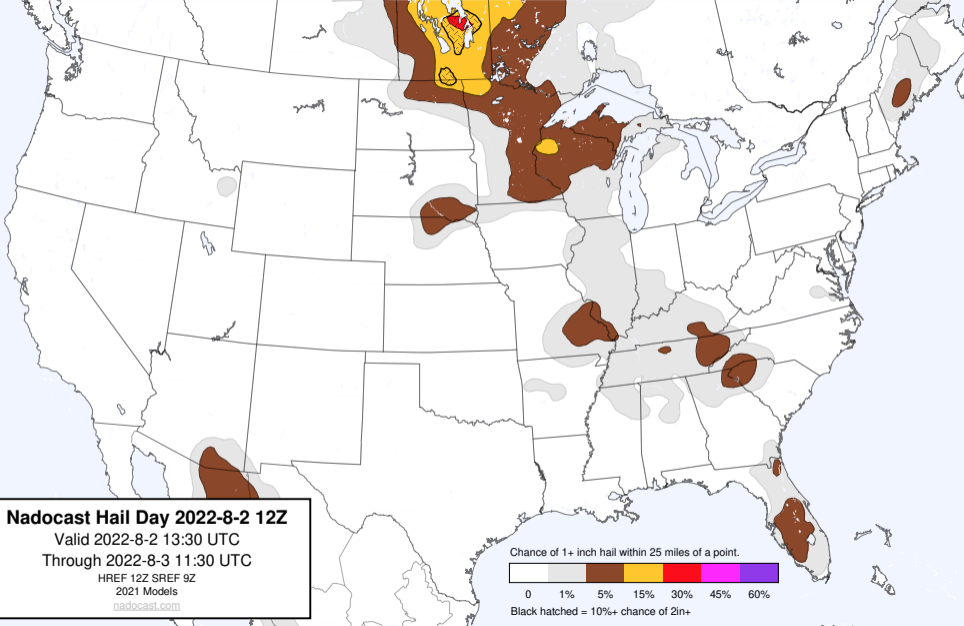 Nadocast Hail Day 2022-8-2 12Z
Valid 2022-8-2 13:30 UTC
Through 2022-8-3 11:30 UTC
HREF 12Z SREF 9Z
2021 Models
nadocast.com
Chance of 1+ inch hail within 25 miles of a point.
0 1% 5% 15% 30% 45% 60%
Black hatched = 10%+ chance of 2in+